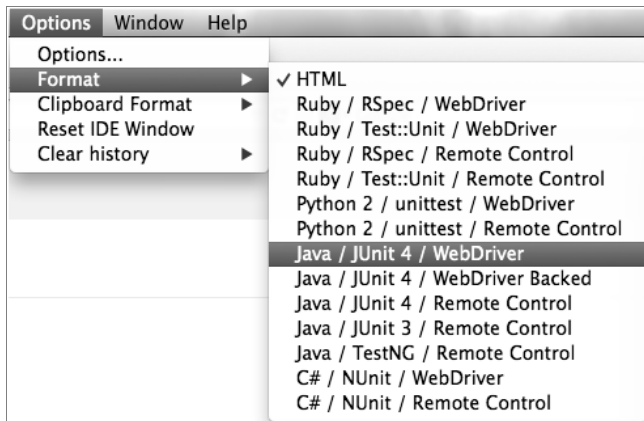 Options Window Help
Options...
Format
Clipboard Format
Reset IDE Window
Clear history
✓ HTML
Ruby / RSpec / WebDriver
Ruby / Test::Unit / WebDriver
Ruby / RSpec / Remote Control
Ruby / Test::Unit / Remote Control
Python 2 / unittest / WebDriver
Python 2 / unittest / Remote Control
Java / JUnit 4 / WebDriver
Java / JUnit 4 / WebDriver Backed
Java / JUnit 4 / Remote Control
Java / JUnit 3 / Remote Control
Java / TestNG / Remote Control
C# / NUnit / WebDriver
C# / NUnit / Remote Control